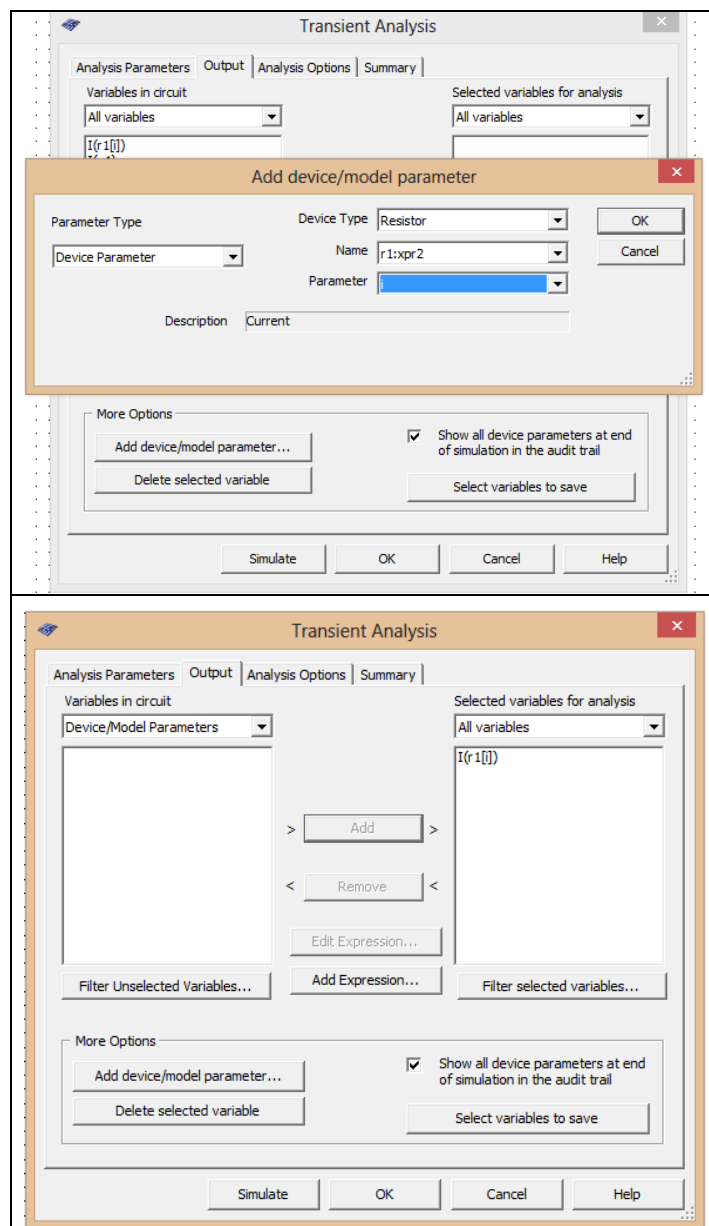 Transient Analysis
Analysis Parameters Output Analysis Options Summary
Variables in circuit Selected variables for analysis
All variables All variables
I(r1[i])
Add device/model parameter
Parameter Type Device Type Resistor OK
Device Parameter Name r1:xpr2 Cancel
Parameter i
Description Current
More Options
Add device/model parameter... Show all device parameters at end
of simulation in the audit trail
Delete selected variable Select variables to save
Simulate OK Cancel Help
Transient Analysis
Analysis Parameters Output Analysis Options Summary
Variables in circuit Selected variables for analysis
Device/Model Parameters All variables
I(r1[i])
> Add >
< Remove <
Edit Expression...
Filter Unselected Variables... Add Expression... Filter selected variables...
More Options
Add device/model parameter... Show all device parameters at end
of simulation in the audit trail
Delete selected variable Select variables to save
Simulate OK Cancel Help